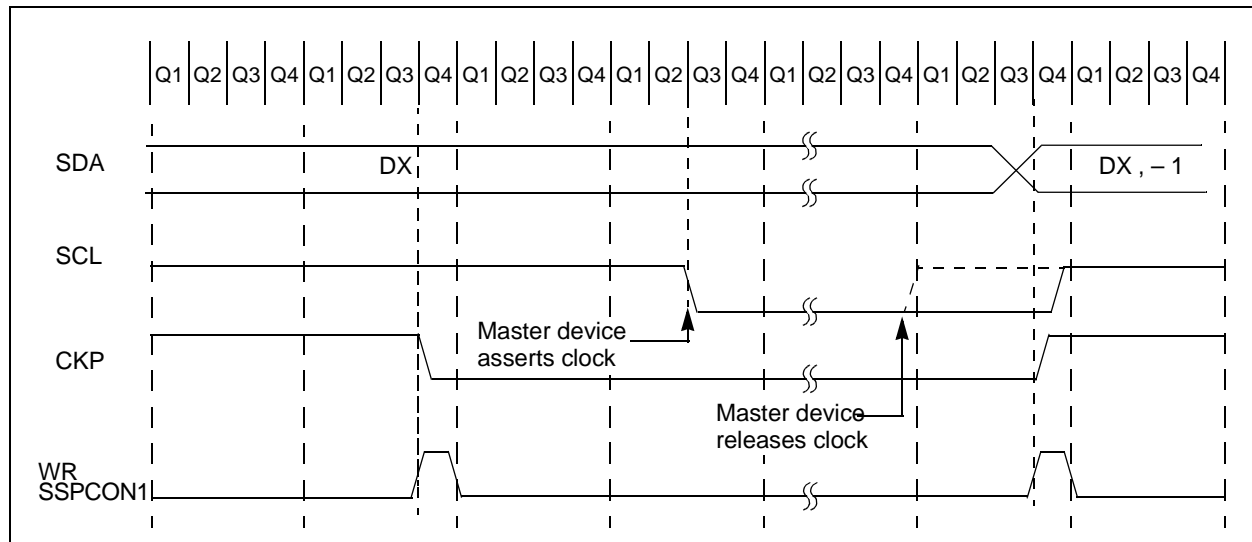 Q1 Q2 Q3 Q4 Q1 Q2 Q3 Q4 Q1 Q2 Q3 Q4 Q1 Q2 Q3 Q4 Q1 Q2 Q3 Q4 Q1 Q2 Q3 Q4 Q1 Q2 Q3 Q4
SDA
DX
DX , – 1
SCL
Master device
asserts clock
CKP
Master device
releases clock
WR
SSPCON1